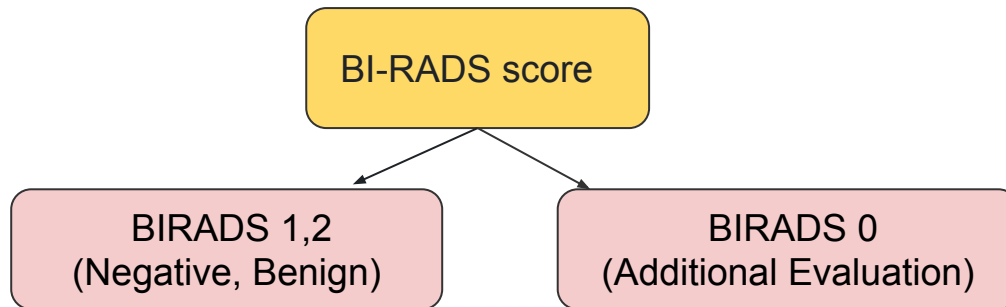 BI-RADS score
BIRADS 1,2
(Negative, Benign)
BIRADS 0
(Additional Evaluation)